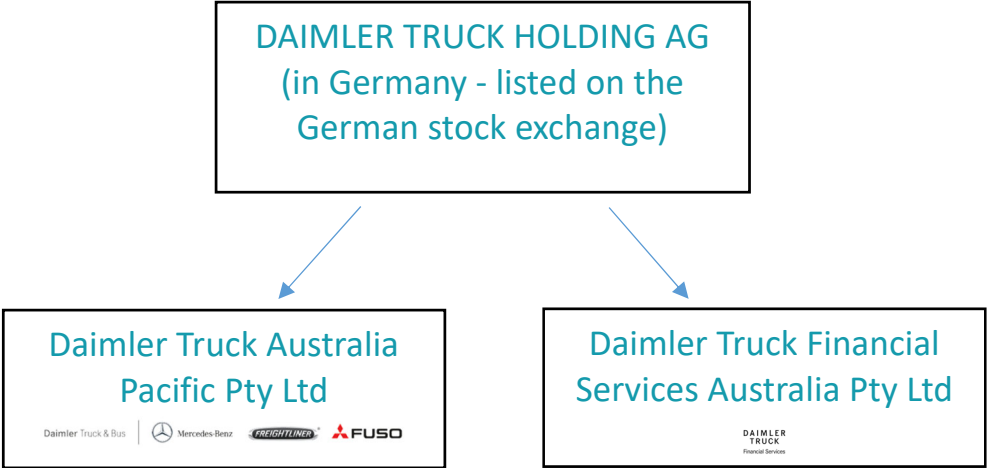 DAIMLER TRUCK HOLDING AG
(in Germany - listed on the
German stock exchange)
Daimler Truck Australia
Pacific Pty Ltd
Daimler Truck & Bus
Mercedes-Benz
FREIGHTLINER
FUSO
Daimler Truck Financial
Services Australia Pty Ltd
DAIMLER
TRUCK
Financial Services